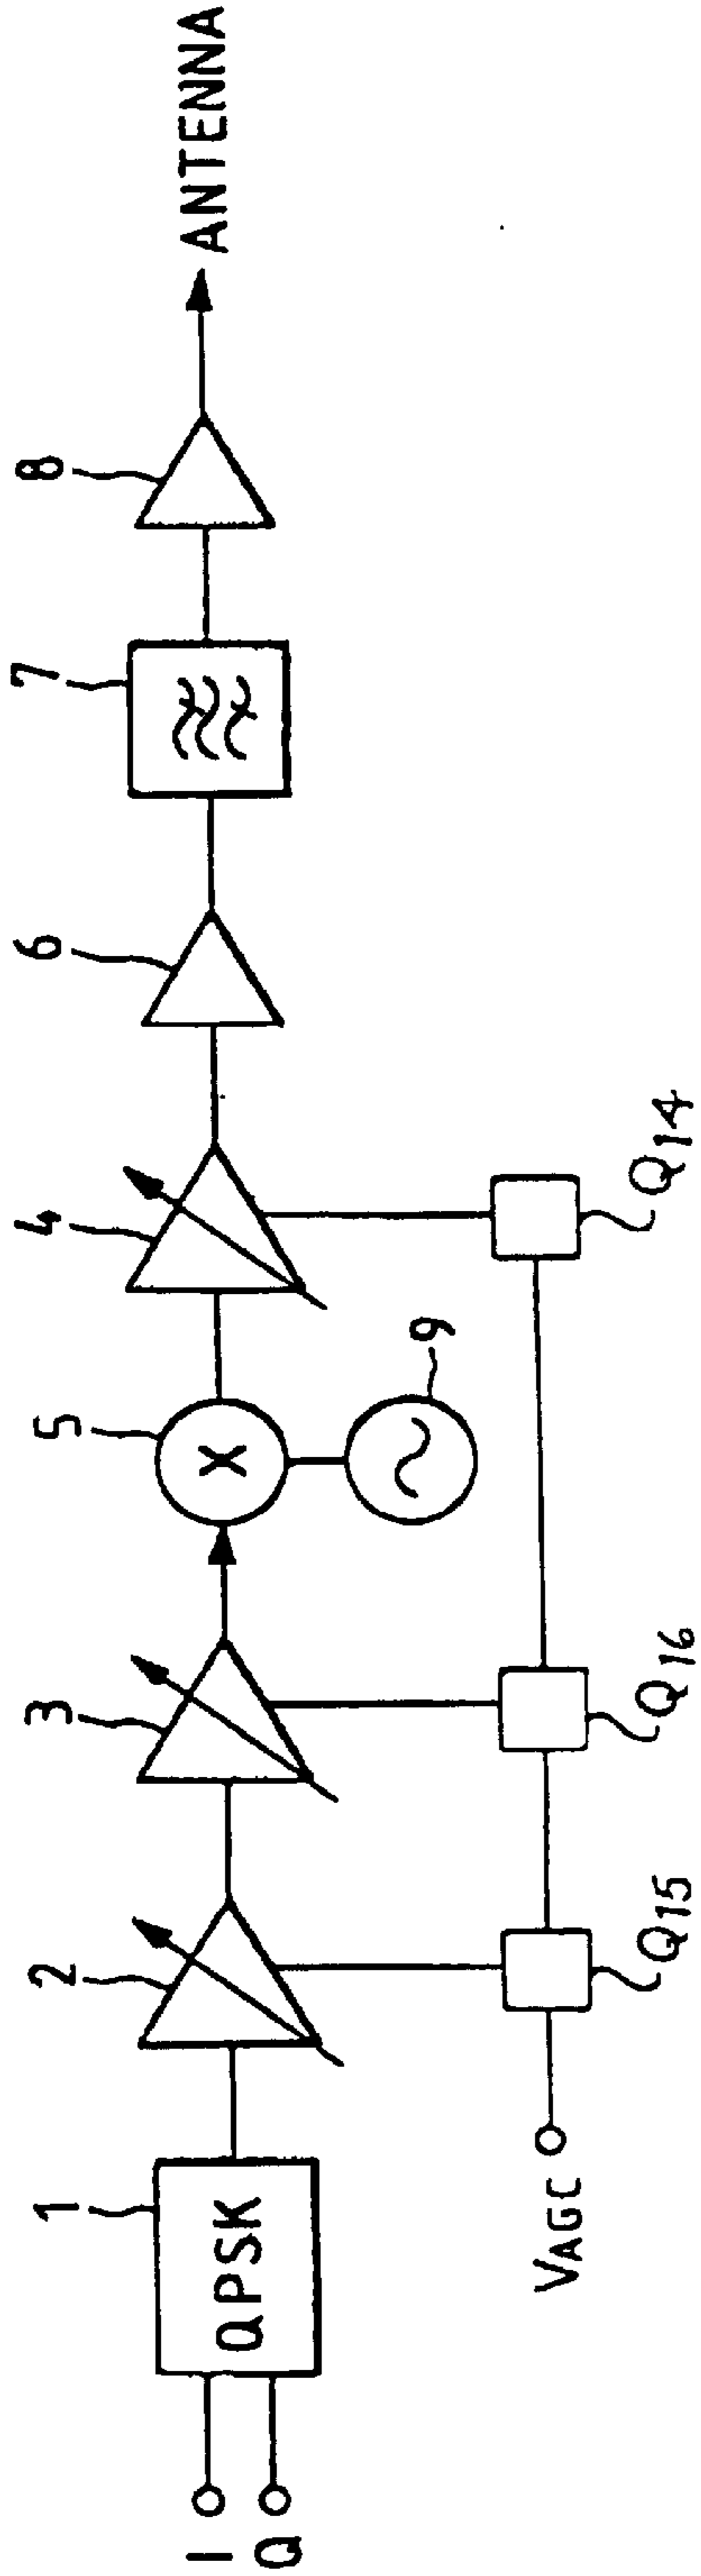 1 2 3 5 4 6 7 8
ANTENNA
I
QPSK
X
9
Q
VAGC
Q15 Q16 Q14